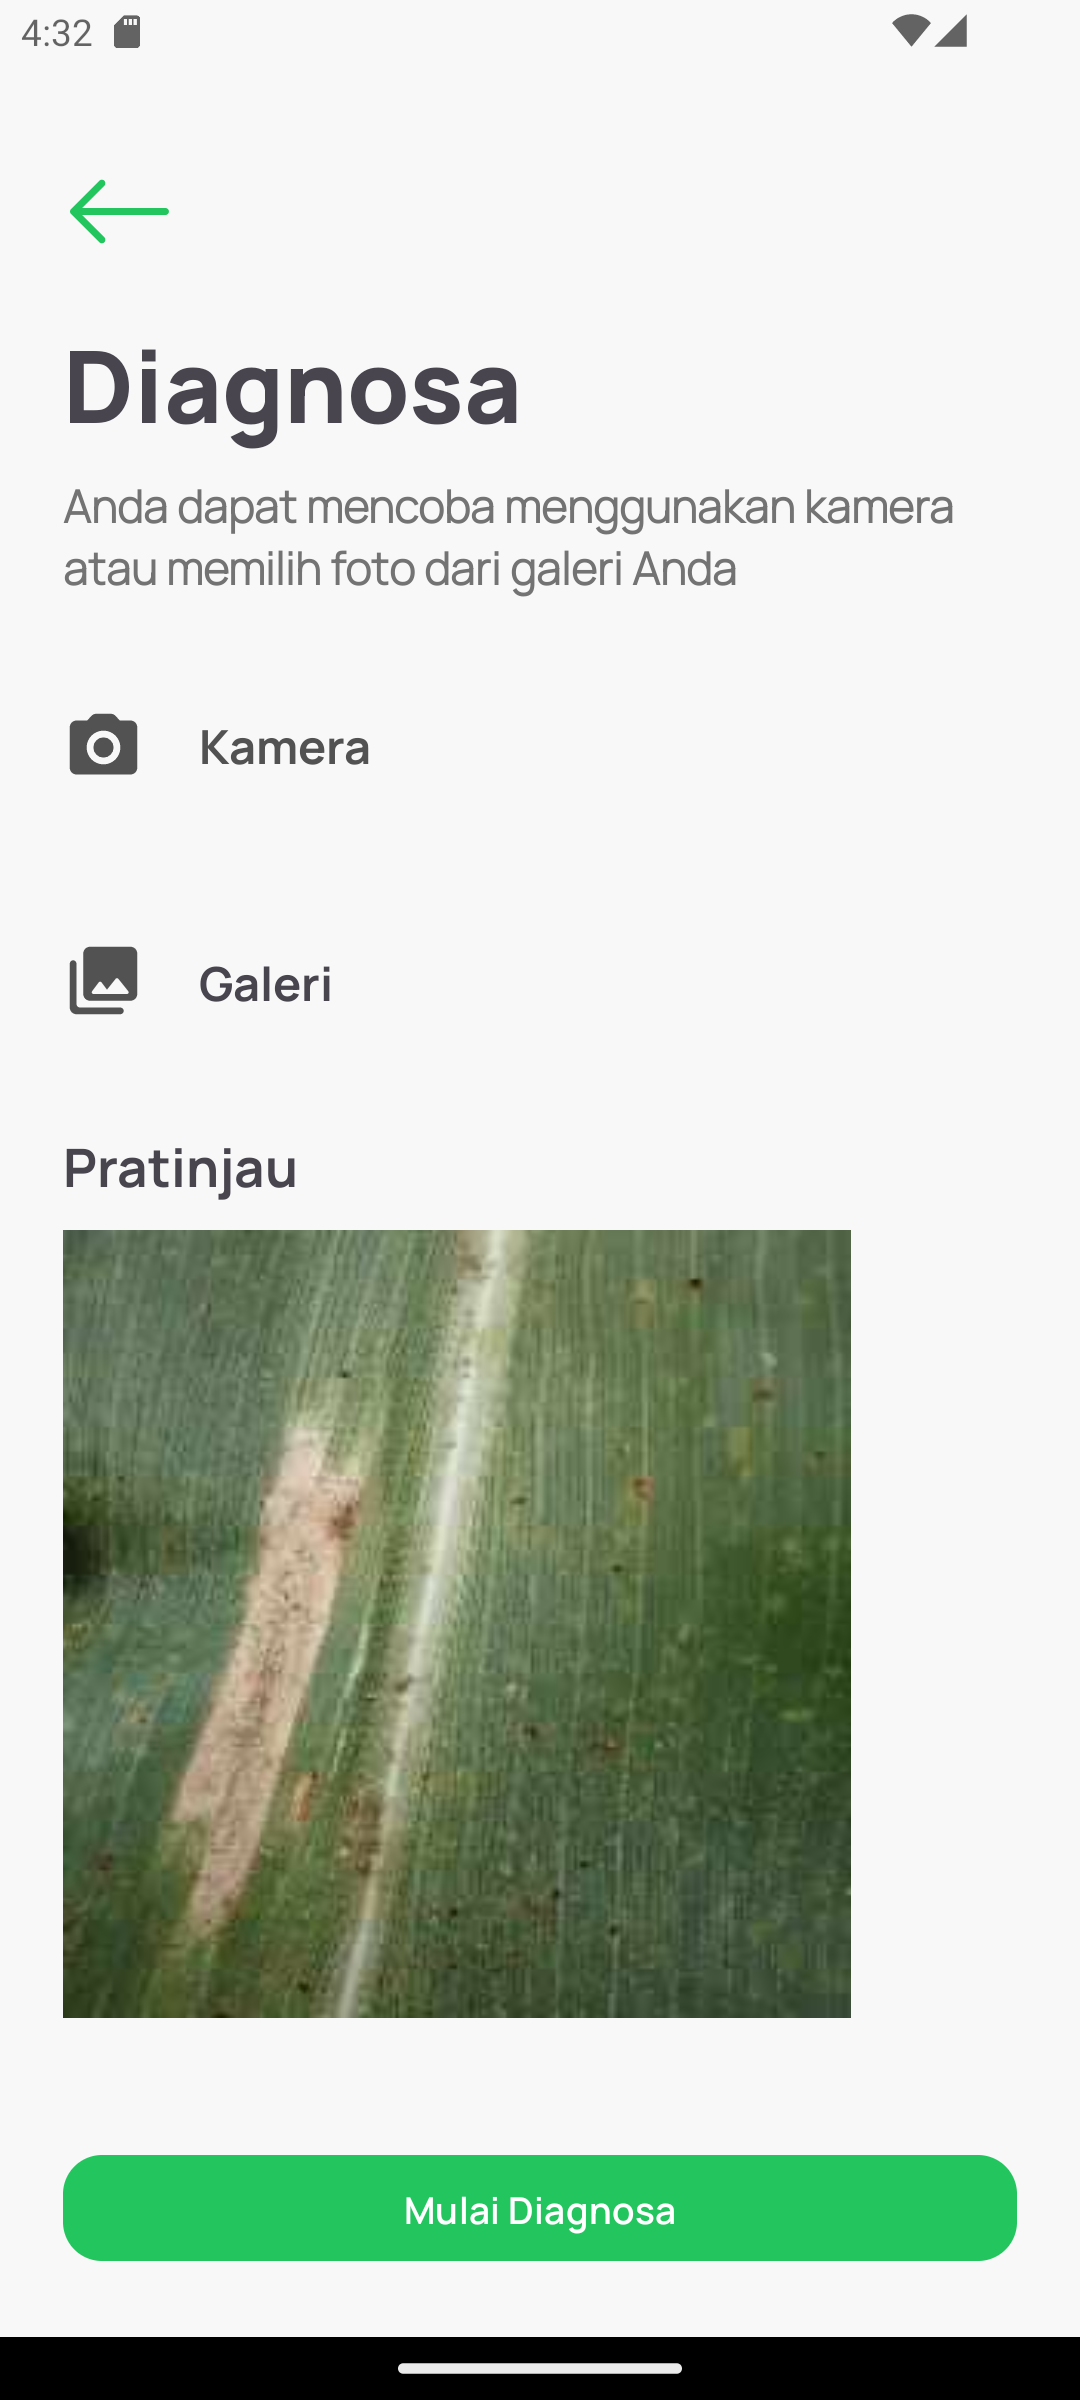 4:32
Diagnosa
Anda dapat mencoba menggunakan kamera
atau memilih foto dari galeri Anda
Kamera
Galeri
Pratinjau
Mulai Diagnosa